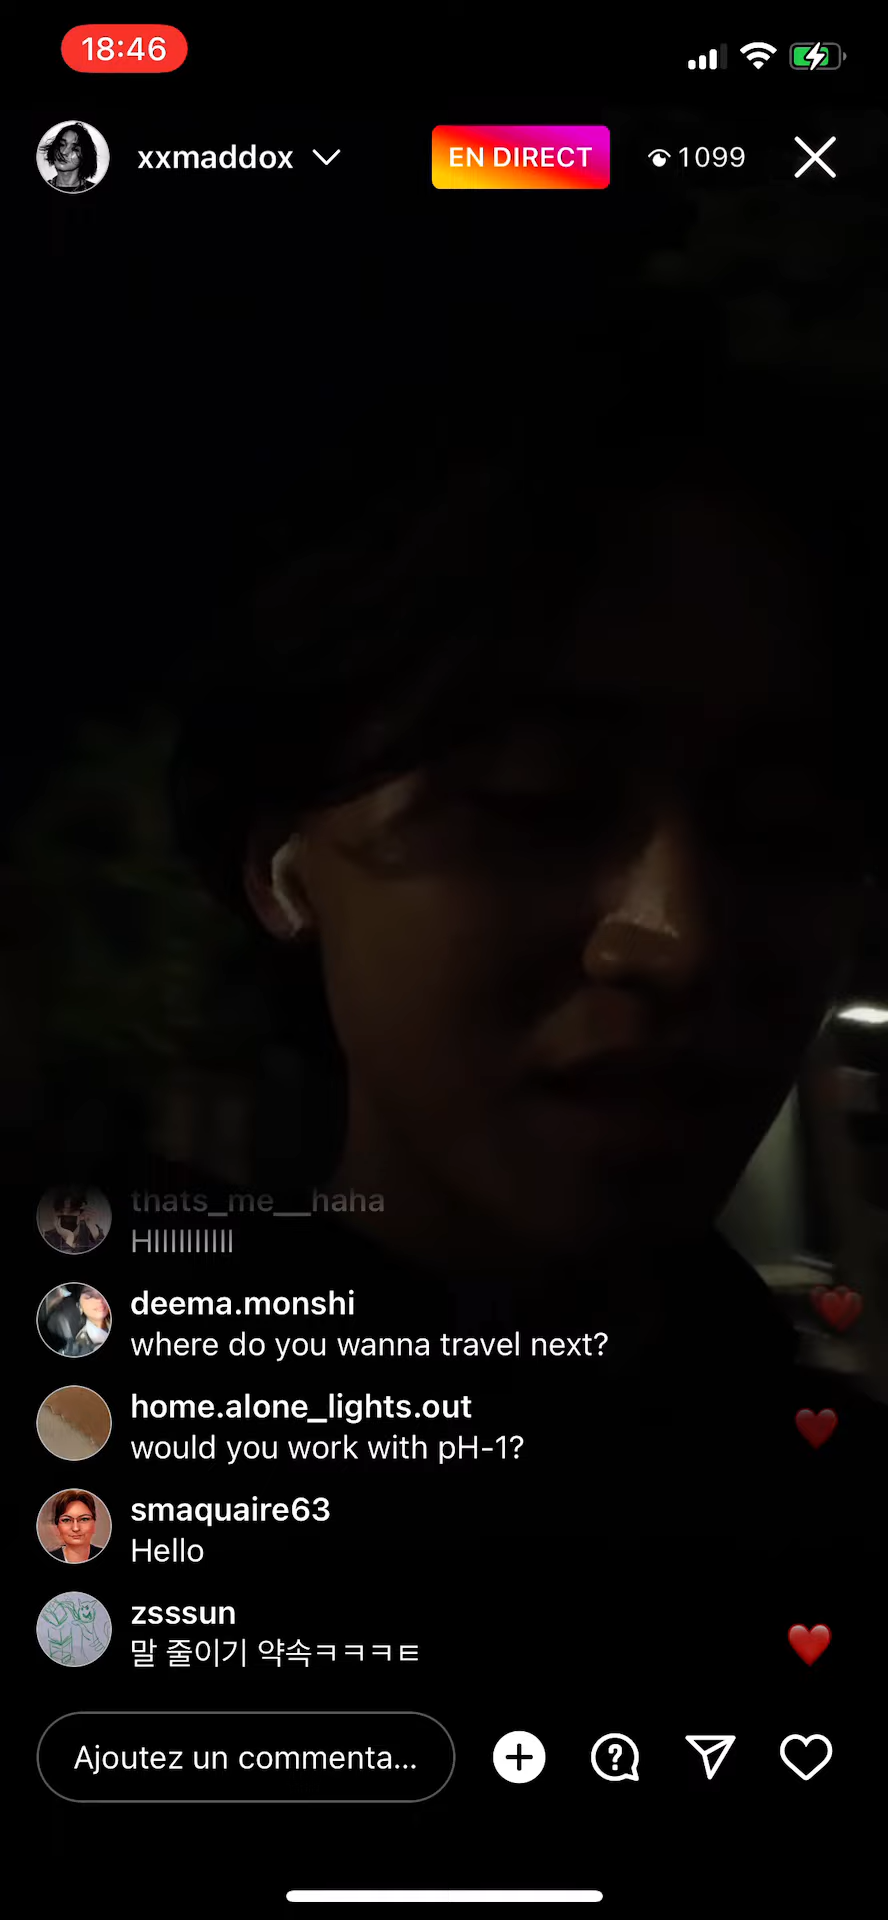 18:46
xxmaddox
EN DIRECT
1099
thats_me__haha
HIIIIIIIIII
deema.monshi
where do you wanna travel next?
home.alone_lights.out
would you work with pH-1?
smaquaire63
Hello
zsssun
말 줄이기 약속ㅋㅋㅋㅌ
Ajoutez un commenta...